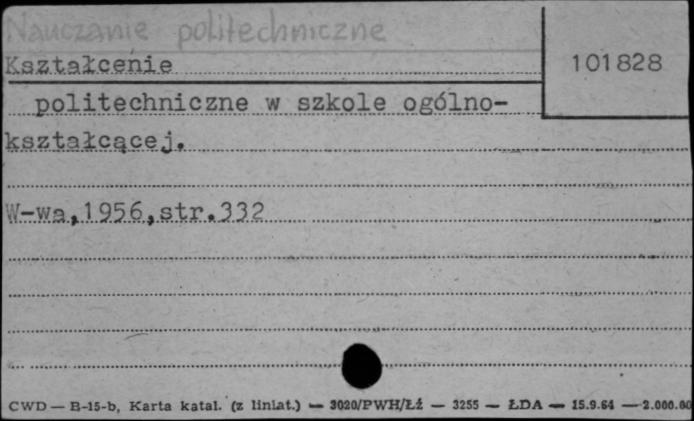 Nauczanie politechniczne
Kształcenie
101828
politechniczne w szkole ogólno-
kształcącej.
W-wa,1956,str.332
CWD — B-15-b, Karta katal. (z liniat.) — 3020/PWH/Łź — 3255 — ŁDA — 15.9.64 — 2.000.00